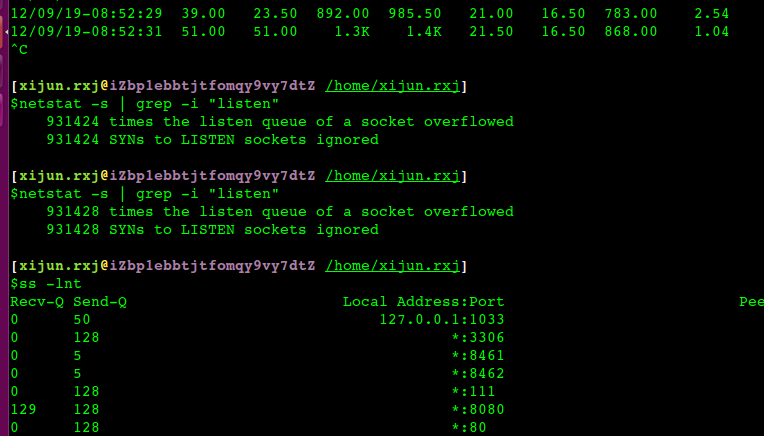 12/09/19-08:52:29 39.00 23.50 892.00 985.50 21.00 16.50 783.00 2.54
12/09/19-08:52:31 51.00 51.00 1.3K 1.4K 21.50 16.50 868.00 1.04
^C
[xijun.rxj@iZbp1ebbtjtfomqy9vy7dtZ /home/xijun.rxj]
$netstat -s | grep -i "listen"
931424 times the listen queue of a socket overflowed
931424 SYNs to LISTEN sockets ignored
[xijun.rxj@iZbp1ebbtjtfomqy9vy7dtZ /home/xijun.rxj]
$netstat -s | grep -i "listen"
931428 times the listen queue of a socket overflowed
931428 SYNs to LISTEN sockets ignored
[xijun.rxj@iZbp1ebbtjtfomqy9vy7dtZ /home/xijun.rxj]
$ss -lnt
Recv-Q Send-Q Local Address:Port Pee
0 50 127.0.0.1:1033
0 128 *:3306
0 5 *:8461
0 5 *:8462
0 128 *:111
129 128 *:8080
0 128 *:80